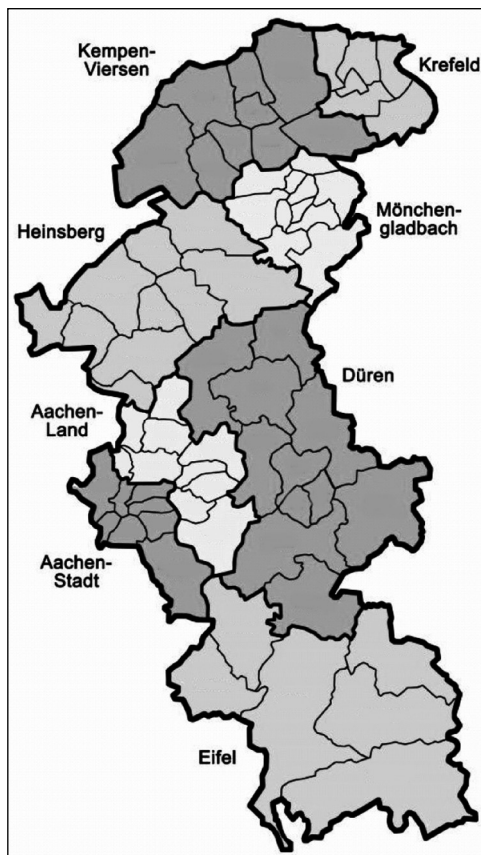 Kempen-
Viersen
Krefeld
Mönchen-
gladbach
Heinsberg
Düren
Aachen-
Land
Aachen-
Stadt
Eifel